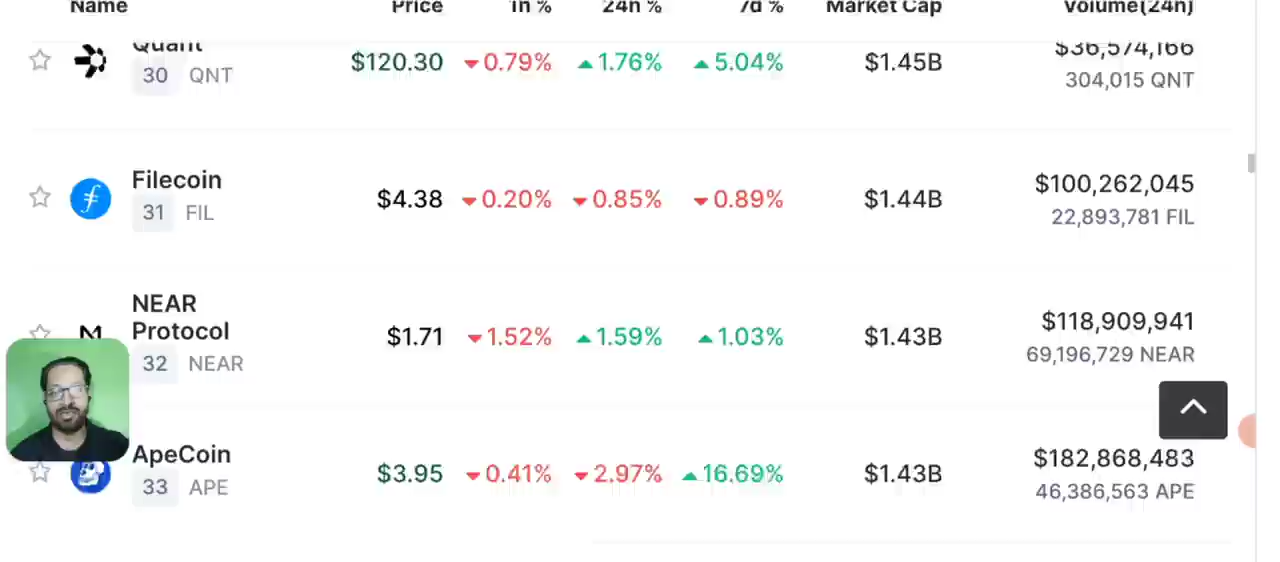 Name Price 1h % 24h % 7d % Market Cap Volume(24h)
Quant $120.30 0.79% 1.76% 5.04% $1.45B $36,574,166
30 QNT 304,015 QNT
Filecoin $4.38 0.20% 0.85% 0.89% $1.44B $100,262,045
31 FIL 22,893,781 FIL
NEAR
Protocol $1.71 1.52% 1.59% 1.03% $1.43B $118,909,941
32 NEAR 69,196,729 NEAR
ApeCoin $3.95 0.41% 2.97% 16.69% $1.43B $182,868,483
33 APE 46,386,563 APE